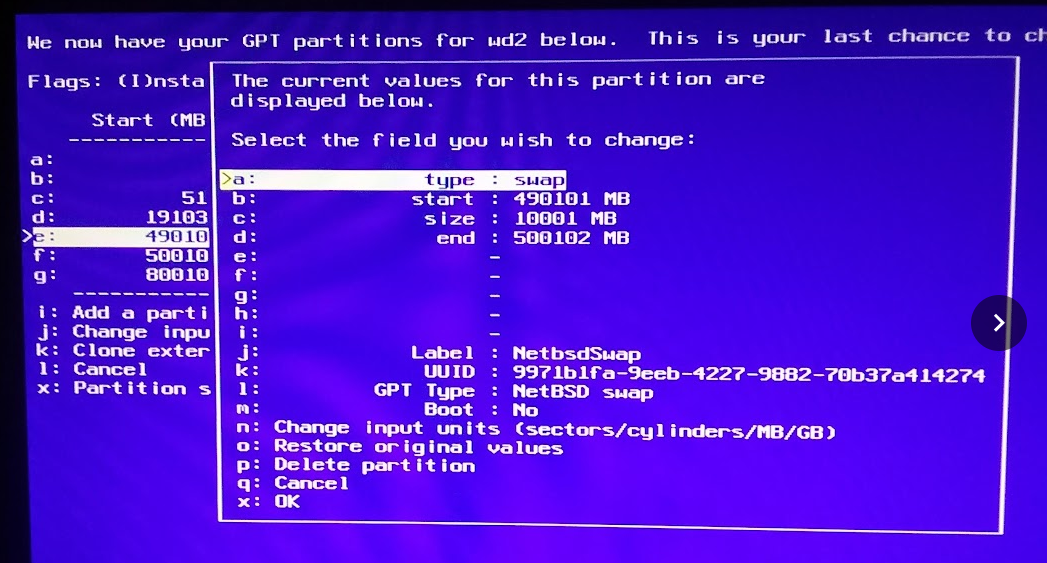 We now have your GPT partitions for wd2 below.  This is your last chance to ch
Flags: (I)nsta
Start (MB
------------
a:
b:
c: 51
d: 19103
>e: 49010
f: 50010
g: 80010
------------
i: Add a parti
j: Change inpu
k: Clone exter
l: Cancel
x: Partition s
The current values for this partition are
displayed below.
Select the field you wish to change:
>a: type : swap
b: start : 490101 MB
c: size : 10001 MB
d: end : 500102 MB
e: -
f: -
g: -
h: -
i: -
j: Label : NetbsdSwap
k: UUID : 9971b1fa-9eeb-4227-9882-70b37a414274
l: GPT Type : NetBSD swap
m: Boot : No
n: Change input units (sectors/cylinders/MB/GB)
o: Restore original values
p: Delete partition
q: Cancel
x: OK